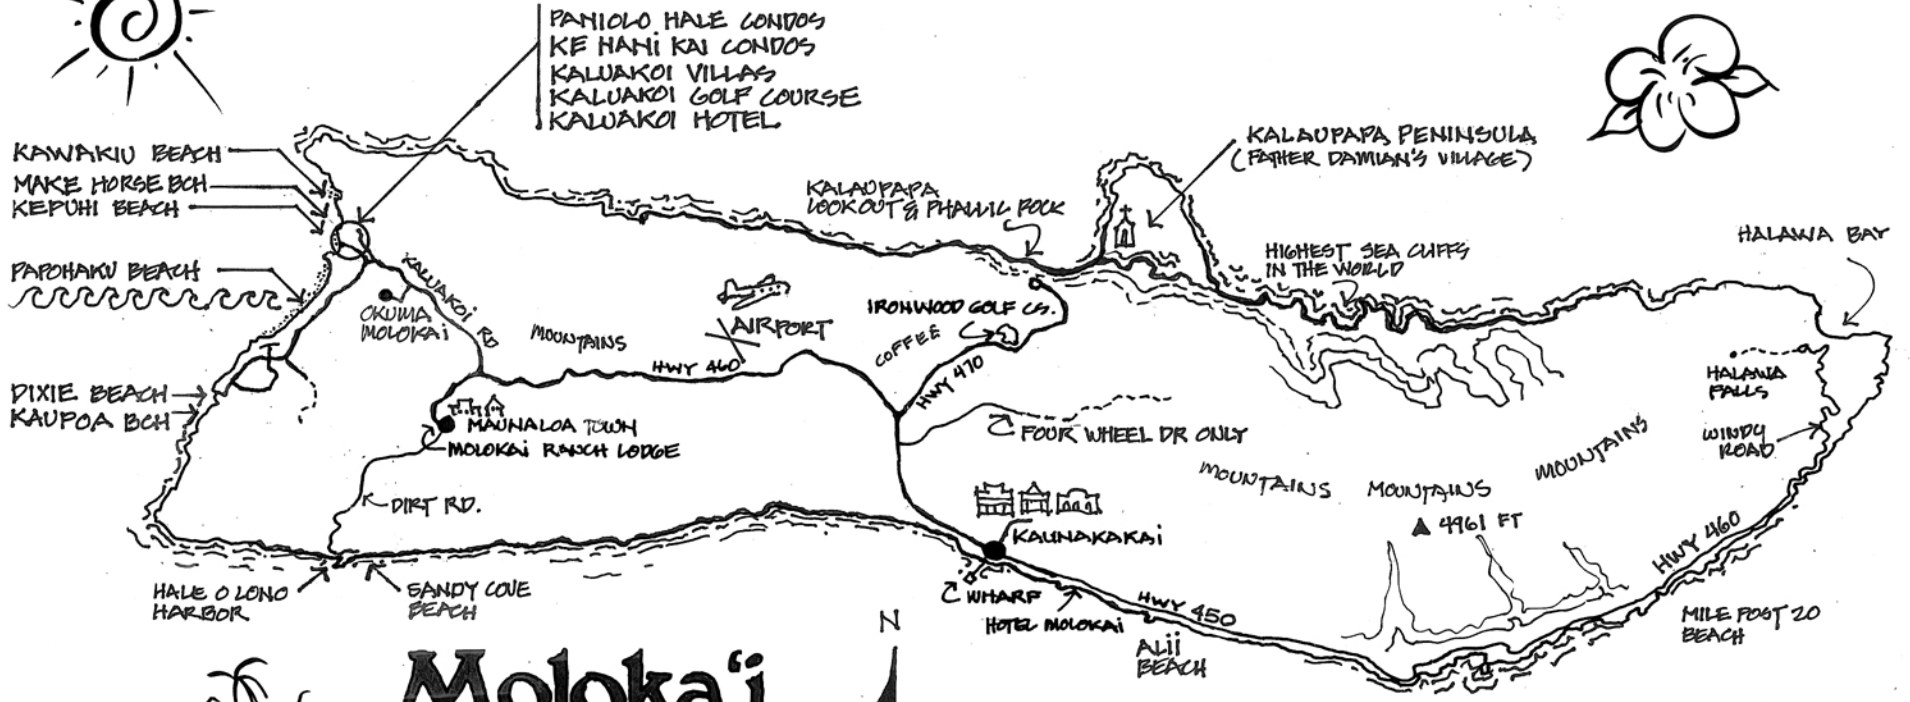 PANIOLO HALE CONDOS
KE NANI KAI CONDOS
KALUAKOI VILLAS
KALUAKOI GOLF COURSE
KALUAKOI HOTEL
KAWAKIU BEACH
MAKE HORSE BCH
KEPUHI BEACH
PAPOHAKU BEACH
DIXIE BEACH
KAUPOA BCH
KALAUPAPA
LOOKOUT & PHALLIC ROCK
KALAUPAPA PENINSULA
(FATHER DAMIAN'S VILLAGE)
HIGHEST SEA CLIFFS
IN THE WORLD
HALAWA BAY
KALUAKOI RD
OKUMA
MOLOKAI
MOUNTAINS
AIRPORT
HWY 460
IRONWOOD GOLF CS.
COFFEE
HWY 470
HALAWA
FALLS
WINDY
ROAD
MAUNALOA TOWN
MOLOKAI RANCH LODGE
FOUR WHEEL DR ONLY
MOUNTAINS
MOUNTAINS
MOUNTAINS
4961 FT
DIRT RD.
KAUNAKAKAI
HWY 460
HALE O LONO
HARBOR
SANDY COVE
BEACH
WHARF
HOTEL MOLOKAI
HWY 450
ALII
BEACH
MILE POST 20
BEACH
N
Moloka'i